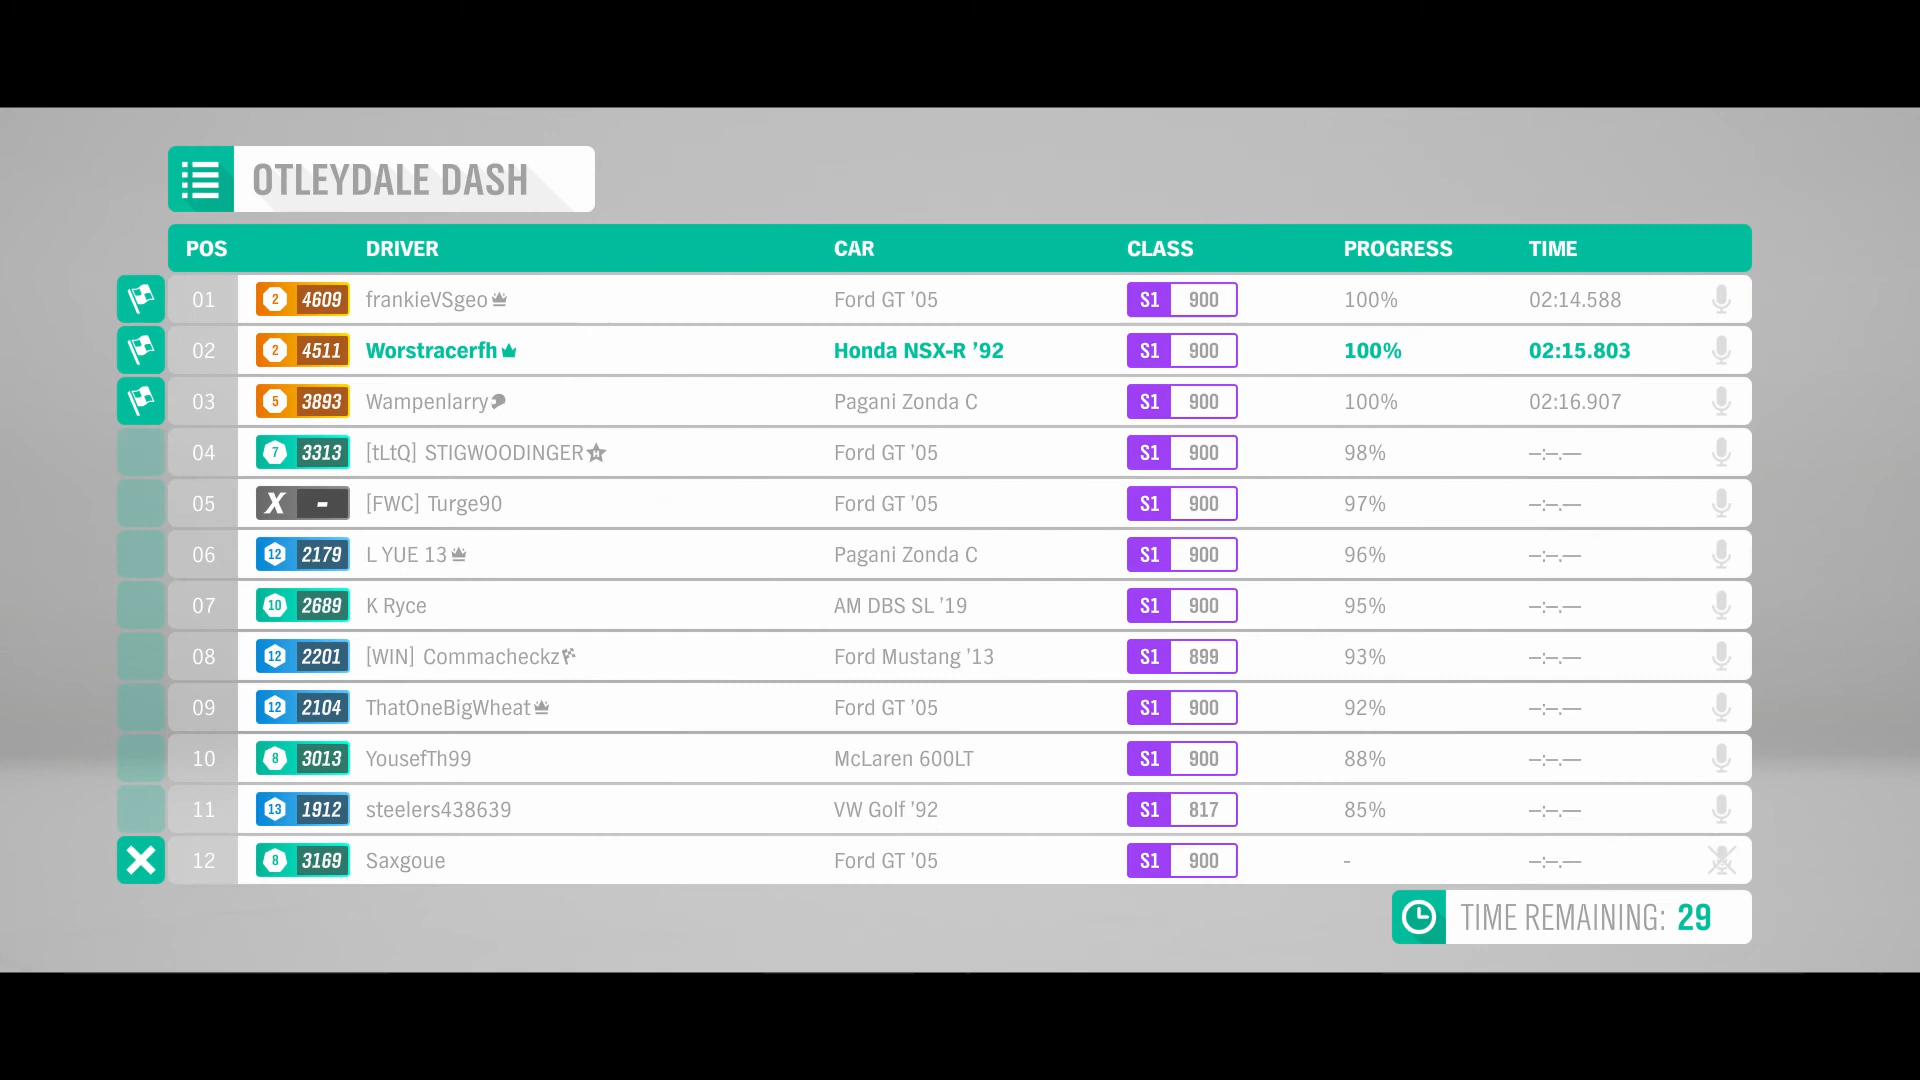 OTLEYDALE DASH
POS DRIVER CAR CLASS PROGRESS TIME
01 2 4609 frankieVSgeo Ford GT ’05 S1 900 100% 02:14.588
02 2 4511 Worstracerfh Honda NSX-R ’92 S1 900 100% 02:15.803
03 5 3893 Wampenlarry Pagani Zonda C S1 900 100% 02:16.907
04 7 3313 [tLtQ] STIGWOODINGER Ford GT ’05 S1 900 98% –:–.—
05 X - [FWC] Turge90 Ford GT ’05 S1 900 97% –:–.—
06 12 2179 L YUE 13 Pagani Zonda C S1 900 96% –:–.—
07 10 2689 K Ryce AM DBS SL ’19 S1 900 95% –:–.—
08 12 2201 [WIN] Commacheckz Ford Mustang ’13 S1 899 93% –:–.—
09 12 2104 ThatOneBigWheat Ford GT ’05 S1 900 92% –:–.—
10 8 3013 YousefTh99 McLaren 600LT S1 900 88% –:–.—
11 13 1912 steelers438639 VW Golf ’92 S1 817 85% –:–.—
12 8 3169 Saxgoue Ford GT ’05 S1 900 - –:–.—
TIME REMAINING: 29